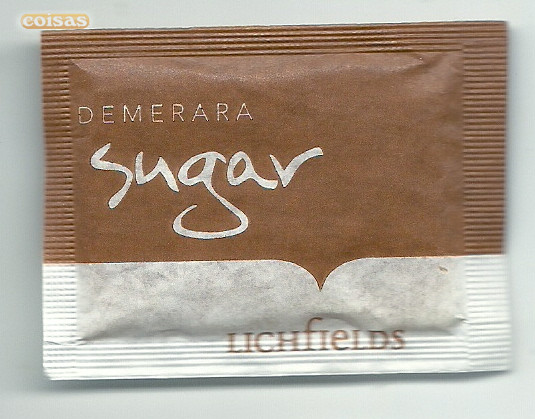 coisas
DEMERARA
sugar
LICHfIELDS